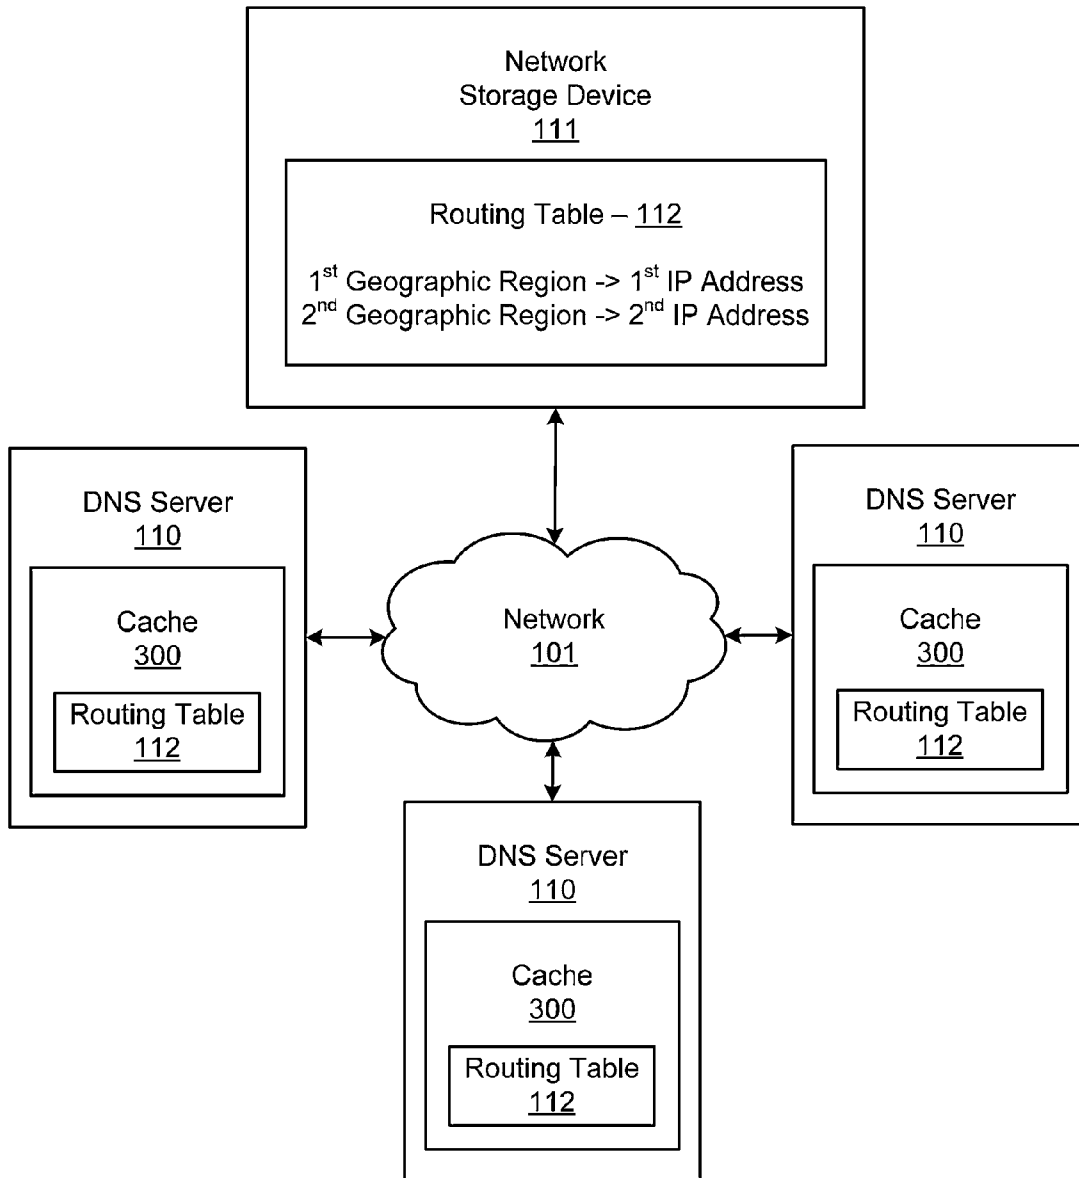 Network
Storage Device
111
Routing Table – 112
1st Geographic Region -> 1st IP Address
2nd Geographic Region -> 2nd IP Address
DNS Server
110
Cache
300
Routing Table
112
Network
101
DNS Server
110
Cache
300
Routing Table
112
DNS Server
110
Cache
300
Routing Table
112